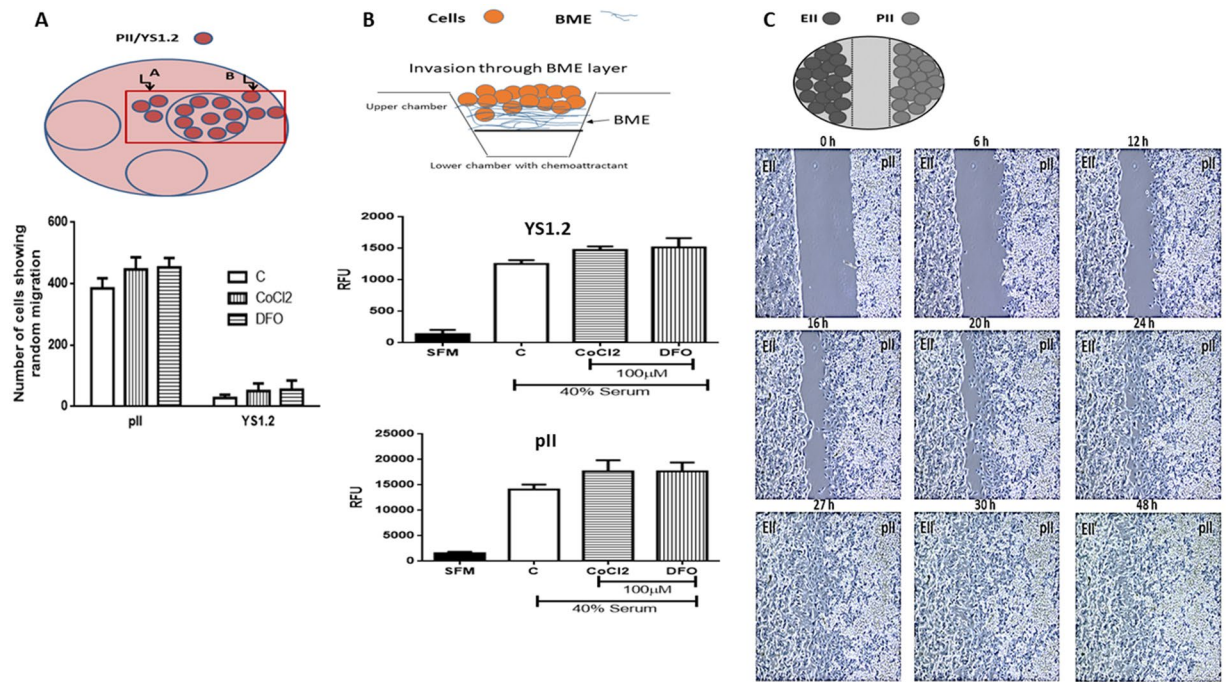 A
PII/YS1.2
A
B
Number of cells showing
random migration
600
400
200
0
C
CoCl2
DFO
pII
YS1.2
B
Cells
BME
Invasion through BME layer
Upper chamber
BME
Lower chamber with chemoattractant
YS1.2
RFU
2000
1500
1000
500
0
SFM
C
CoCl2
DFO
100µM
40% Serum
pII
RFU
25000
20000
15000
10000
5000
0
SFM
C
CoCl2
DFO
100µM
40% Serum
C
EII
PII
0 h
6 h
12 h
EII
pII
EII
pII
EII
pII
16 h
20 h
24 h
EII
pII
EII
pII
EII
pII
27 h
30 h
48 h
EII
pII
EII
pII
EII
pII